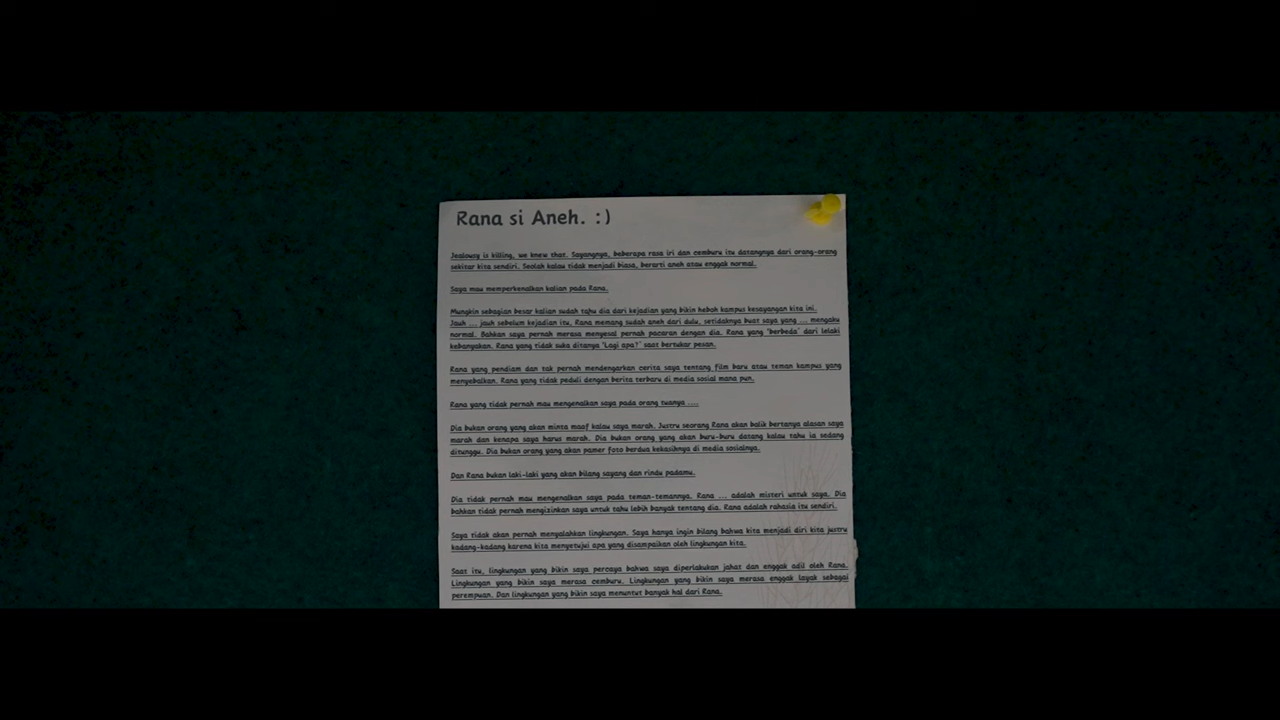 Rana si Aneh. :)
Jealousy is killing, we knew that. Sayangnya, beberapa rasa iri dan cemburu itu datangnya dari orang-orang
sekitar kita sendiri. Seolah kalau tidak menjadi biasa, berarti aneh atau enggak normal.
Saya mau memperkenalkan kalian pada Rana.
Mungkin sebagian besar kalian sudah tahu dia dari kejadian yang bikin heboh kampus kesayangan kita ini.
Jauh ... jauh sebelum kejadian itu, Rana memang sudah aneh dari dulu, setidaknya buat saya yang ... mengaku
normal. Bahkan saya pernah merasa menyesal pernah pacaran dengan dia. Rana yang "berbeda" dari lelaki
kebanyakan. Rana yang tidak suka ditanya "Lagi apa?" saat bertukar pesan.
Rana yang pendiam dan tak pernah mendengarkan cerita saya tentang film baru atau teman kampus yang
menyebalkan. Rana yang tidak peduli dengan berita terbaru di media sosial mana pun.
Rana yang tidak pernah mau mengenalkan saya pada orang tuanya ....
Dia bukan orang yang akan minta maaf kalau saya marah. Justru seorang Rana akan balik bertanya alasan saya
marah dan kenapa saya harus marah. Dia bukan orang yang akan buru-buru datang kalau tahu ia sedang
ditunggu. Dia bukan orang yang akan pamer foto berdua kekasihnya di media sosialnya.
Dan Rana bukan laki-laki yang akan bilang sayang dan rindu padamu.
Dia tidak pernah mau mengenalkan saya pada teman-temannya. Rana ... adalah misteri untuk saya. Dia
bahkan tidak pernah mengizinkan saya untuk tahu lebih banyak tentang dia. Rana adalah rahasia itu sendiri.
Saya tidak akan pernah menyalahkan lingkungan. Saya hanya ingin bilang bahwa kita menjadi diri kita justru
kadang-kadang karena kita menyetujui apa yang disampaikan oleh lingkungan kita.
Saat itu, lingkungan yang bikin saya percaya bahwa saya diperlakukan jahat dan enggak adil oleh Rana.
Lingkungan yang bikin saya merasa cemburu. Lingkungan yang bikin saya merasa enggak layak sebagai
perempuan. Dan lingkungan yang bikin saya menuntut banyak hal dari Rana.